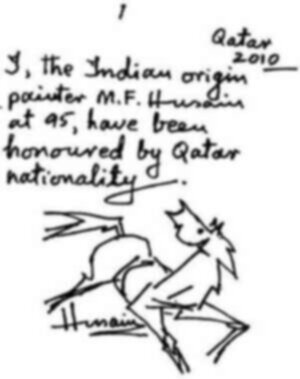 1
Qatar
2010
I, the Indian origin
painter M.F. Husain
at 95, have been
honoured by Qatar
nationality.
Husain